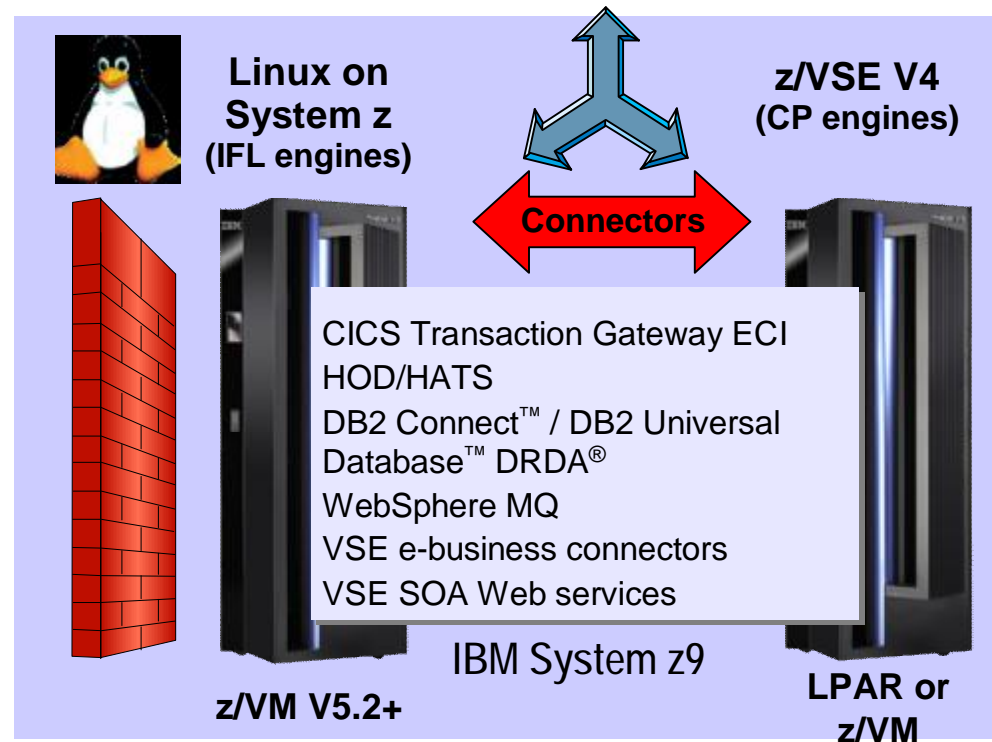 Linux on
System z
(IFL engines)
z/VSE V4
(CP engines)
Connectors
CICS Transaction Gateway ECI
HOD/HATS
DB2 Connect™ / DB2 Universal
Database™ DRDA®
WebSphere MQ
VSE e-business connectors
VSE SOA Web services
IBM System z9
z/VM V5.2+
LPAR or
z/VM